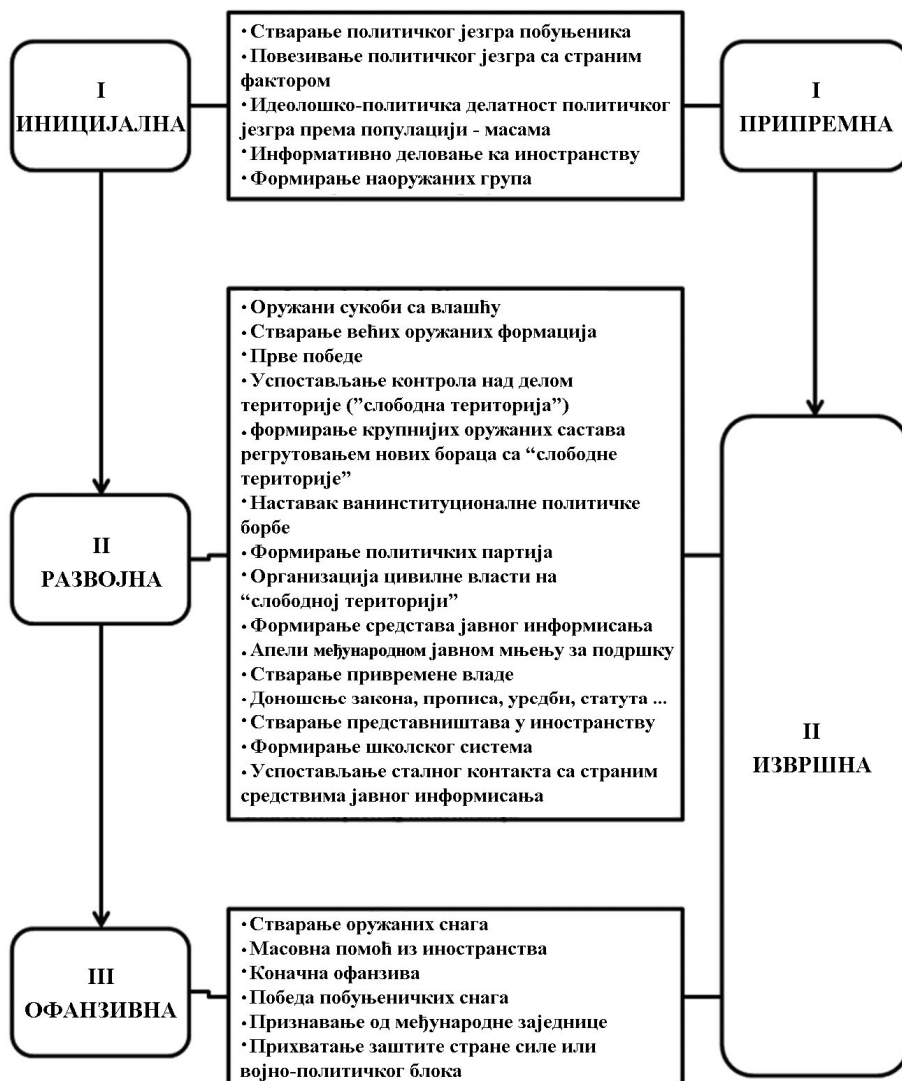 I
ИНИЦИЈАЛНА
• Стварање политичког језгра побуњеника
• Повезивање политичког језгра са страним
фактором
• Идеолошко-политичка делатност политичког
језгра према популацији - масама
• Информативно деловање ка иностранству
• Формирање наоружаних група
I
ПРИПРЕМНА
II
РАЗВОЈНА
• Оружани сукоби са влашћу
• Стварање већих оружаних формација
• Прве победе
• Успостављање контрола над делом
територије (”слободна територија”)
• формирање крупнијих оружаних састава
регрутовањем нових бораца са “слободне
територије”
• Наставак ванинституционалне политичке
борбе
• Формирање политичких партија
• Организација цивилне власти на
“слободној територији”
• Формирање средстава јавног информисања
• Апели међународном јавном мњењу за подршку
• Стварање привремене владе
• Доношење закона, прописа, уредби, статута ...
• Стварање представништава у иностранству
• Формирање школског система
• Успостављање сталног контакта са страним
средствима јавног информисања
II
ИЗВРШНА
III
ОФАНЗИВНА
• Стварање оружаних снага
• Масовна помоћ из иностранства
• Коначна офанзива
• Победа побуњеничких снага
• Признавање од међународне заједнице
• Прихватање заштите стране силе или
војно-политичког блока